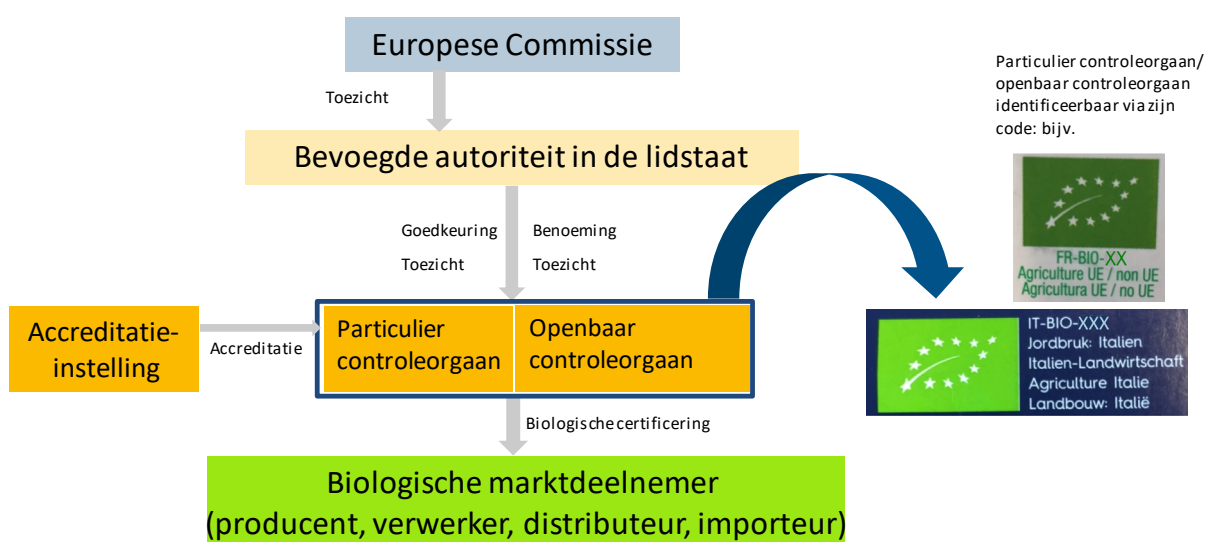 Europese Commissie
Toezicht
Particulier controleorgaan/
openbaar controleorgaan
identificeerbaar via zijn
code: bijv.
Bevoegde autoriteit in de lidstaat
Goedkeuring
Toezicht
Benoeming
Toezicht
FR-BIO-XX
Agriculture UE / non UE
Agricultura UE / no UE
Accreditatie-
instelling
Accreditatie
Particulier
controleorgaan
Openbaar
controleorgaan
IT-BIO-XXX
Jordbruk: Italien
Italien-Landwirtschaft
Agriculture Italie
Landbouw: Italië
Biologische certificering
Biologische marktdeelnemer
(producent, verwerker, distributeur, importeur)